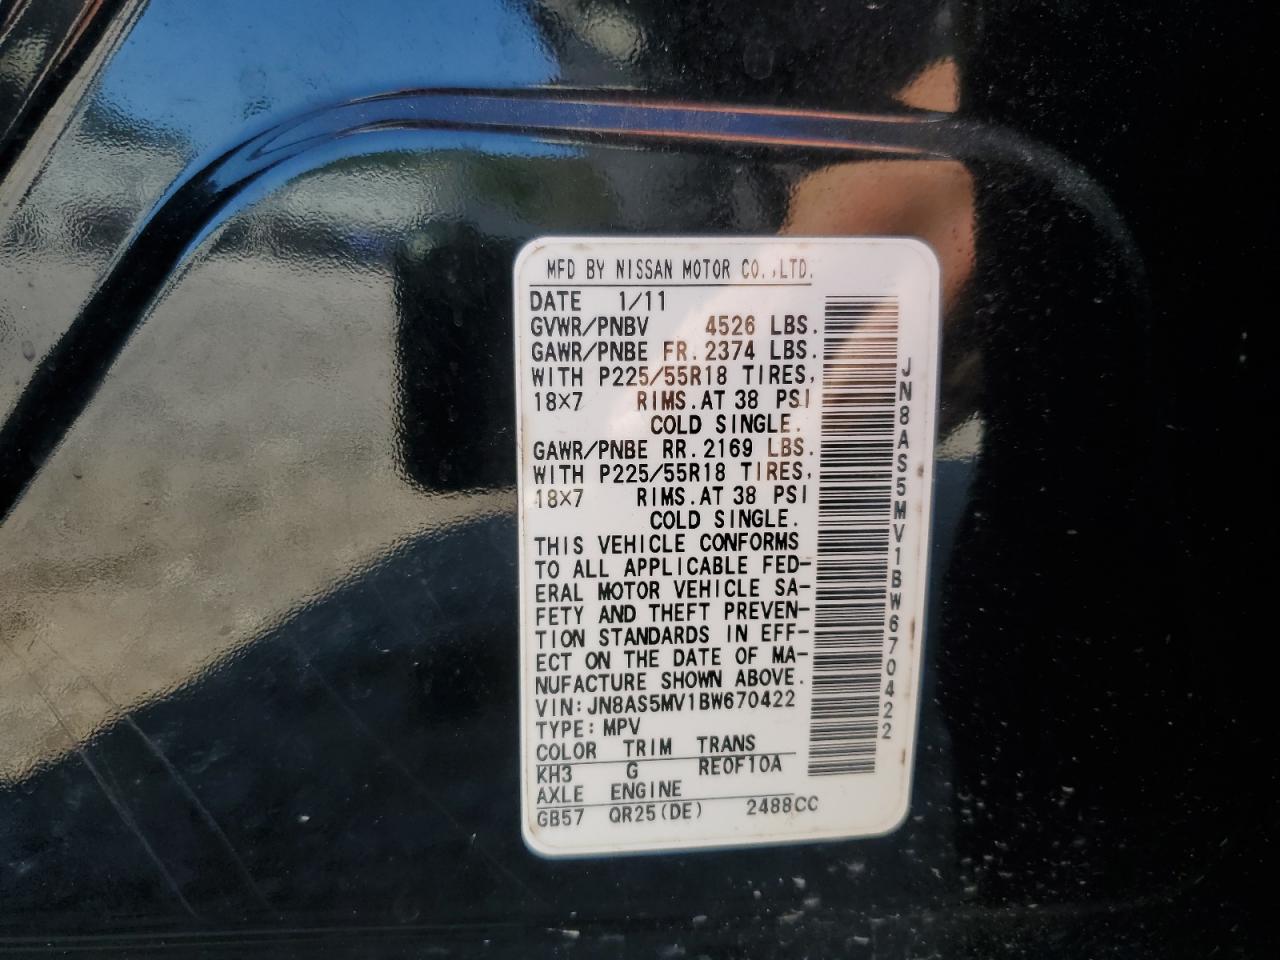 MFD BY NISSAN MOTOR CO.,LTD.
DATE 1/11
GVWR/PNBV 4526 LBS.
GAWR/PNBE FR. 2374 LBS.
WITH P225/55R18 TIRES,
18×7 RIMS. AT 38 PSI
COLD SINGLE.
GAWR/PNBE RR. 2169 LBS.
WITH P225/55R18 TIRES,
18×7 RIMS. AT 38 PSI
COLD SINGLE.
THIS VEHICLE CONFORMS
TO ALL APPLICABLE FED-
ERAL MOTOR VEHICLE SA-
FETY AND THEFT PREVEN-
TION STANDARDS IN EFF-
ECT ON THE DATE OF MA-
NUFACTURE SHOWN ABOVE.
VIN: JN8AS5MV1BW670422
TYPE: MPV
COLOR TRIM TRANS
KH3 G RE0F10A
AXLE ENGINE
GB57 QR25(DE) 2488CC
JN8AS5MV1BW670422